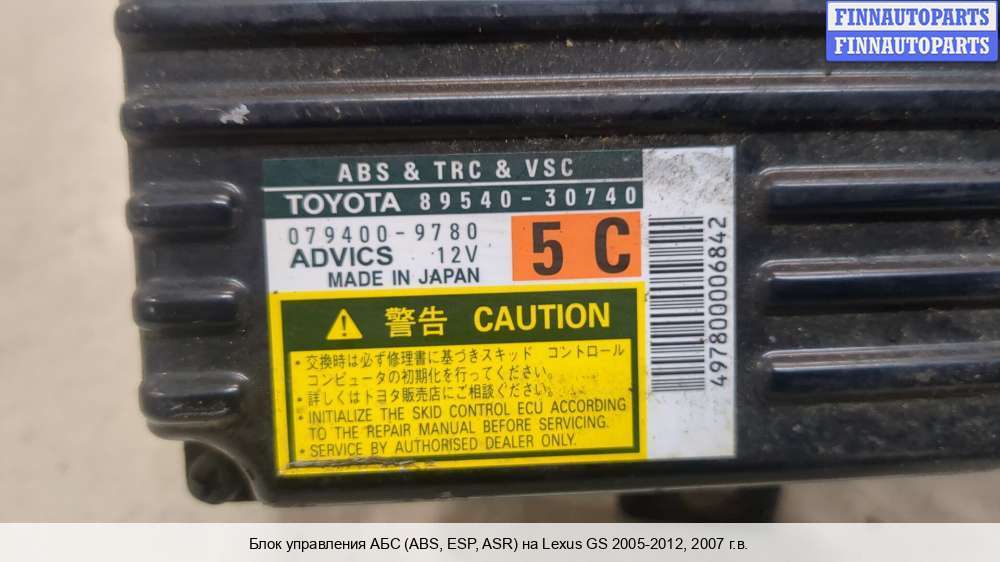 FINNAUTOPARTS
FINNAUTOPARTS
ABS & TRC & VSC
TOYOTA 89540-30740
079400-9780
ADVICS 12V
MADE IN JAPAN
5C
4978000006842
警告 CAUTION
・交換時は必ず修理書に基づきスキッド コントロール
コンピュータの初期化を行ってください。
・詳しくはトヨタ販売店にご相談ください。
・INITIALIZE THE SKID CONTROL ECU ACCORDING
TO THE REPAIR MANUAL BEFORE SERVICING.
・SERVICE BY AUTHORISED DEALER ONLY.
Блок управления АБС (ABS, ESP, ASR) на Lexus GS 2005-2012, 2007 г.в.